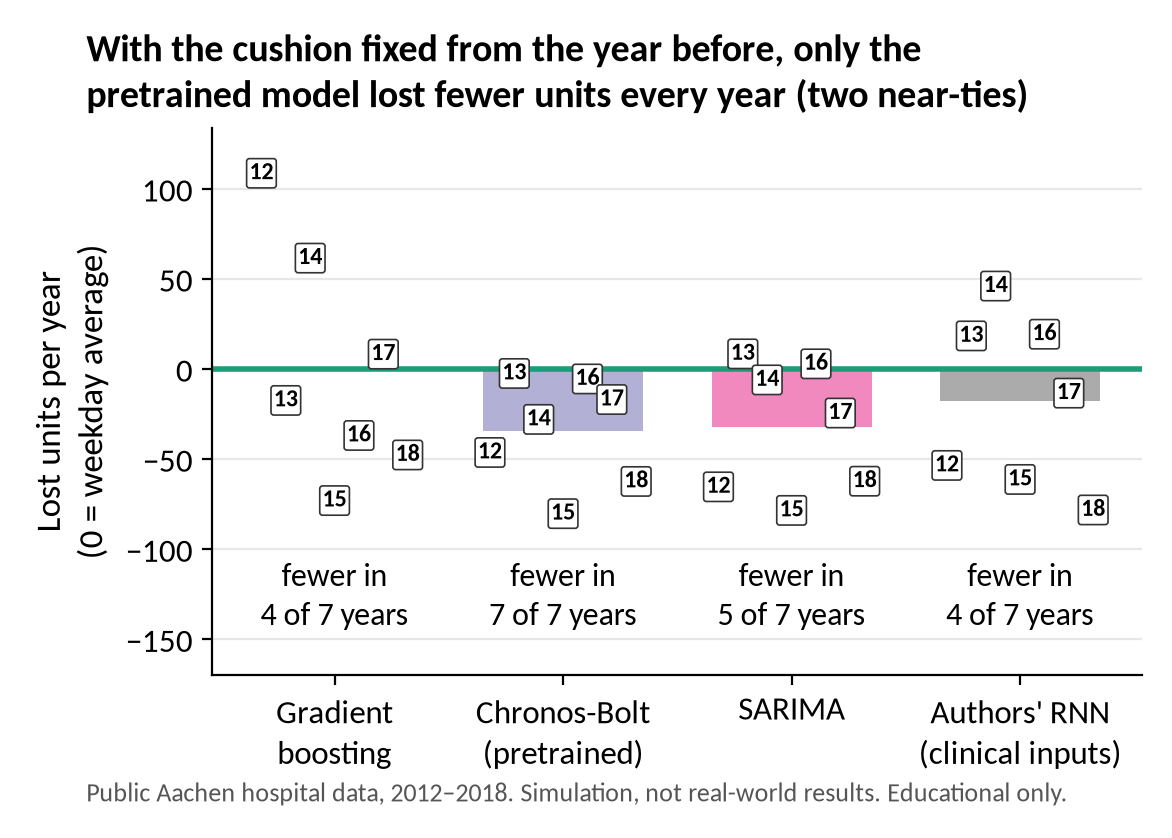 With the cushion fixed from the year before, only the
pretrained model lost fewer units every year (two near-ties)
Lost units per year
(0 = weekday average)
100
50
0
−50
−100
−150
12
13
14
15
16
17
18
12
13
14
15
16
17
18
12
13
14
15
16
17
18
12
13
14
15
16
17
18
fewer in
4 of 7 years
fewer in
7 of 7 years
fewer in
5 of 7 years
fewer in
4 of 7 years
Gradient
boosting
Chronos-Bolt
(pretrained)
SARIMA
Authors' RNN
(clinical inputs)
Public Aachen hospital data, 2012–2018. Simulation, not real-world results. Educational only.